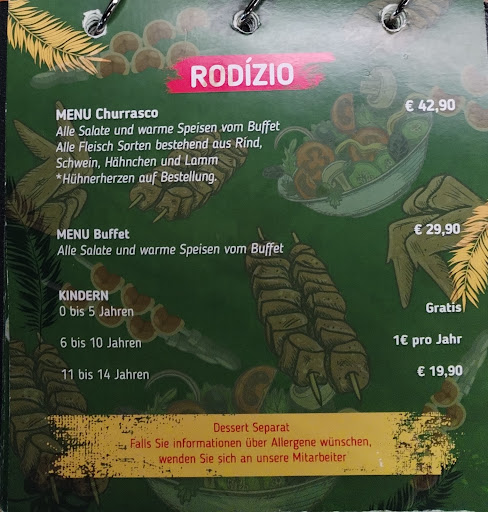 RODÍZIO
MENU Churrasco € 42,90
Alle Salate und warme Speisen vom Buffet
Alle Fleisch Sorten bestehend aus Rind,
Schwein, Hähnchen und Lamm
*Hühnerherzen auf Bestellung.
MENU Buffet € 29,90
Alle Salate und warme Speisen vom Buffet
KINDERN
0 bis 5 Jahren Gratis
6 bis 10 Jahren 1€ pro Jahr
11 bis 14 Jahren € 19,90
Dessert Separat
Falls Sie informationen über Allergene wünschen,
wenden Sie sich an unsere Mitarbeiter